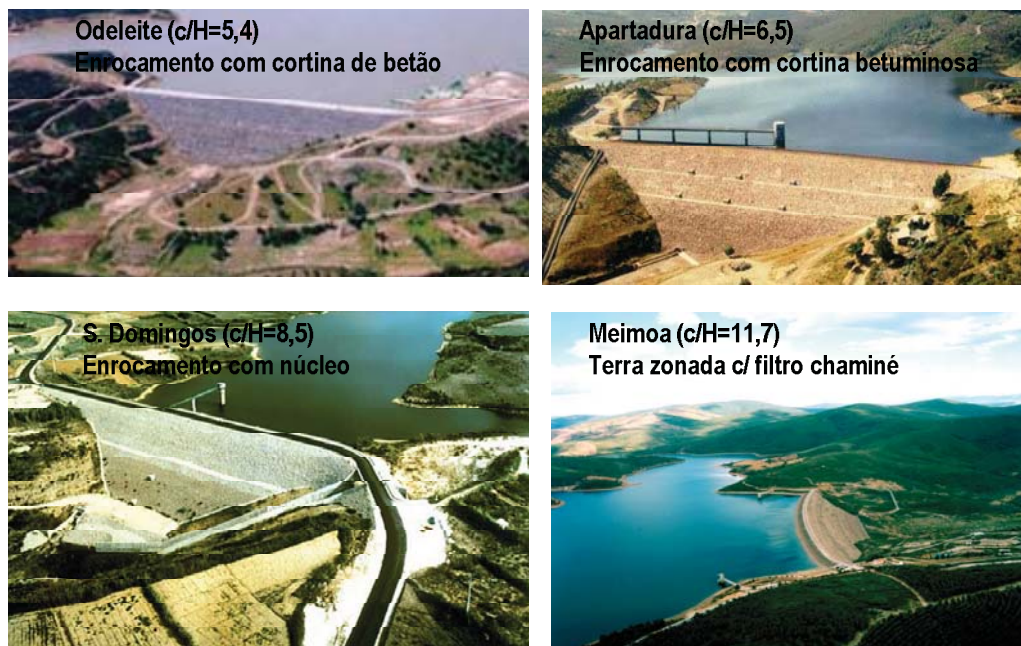 Odeleite (c/H=5,4)
Enrocamento com cortina de betão
Apartadura (c/H=6,5)
Enrocamento com cortina betuminosa
S. Domingos (c/H=8,5)
Enrocamento com núcleo
Meimoa (c/H=11,7)
Terra zonada c/ filtro chaminé